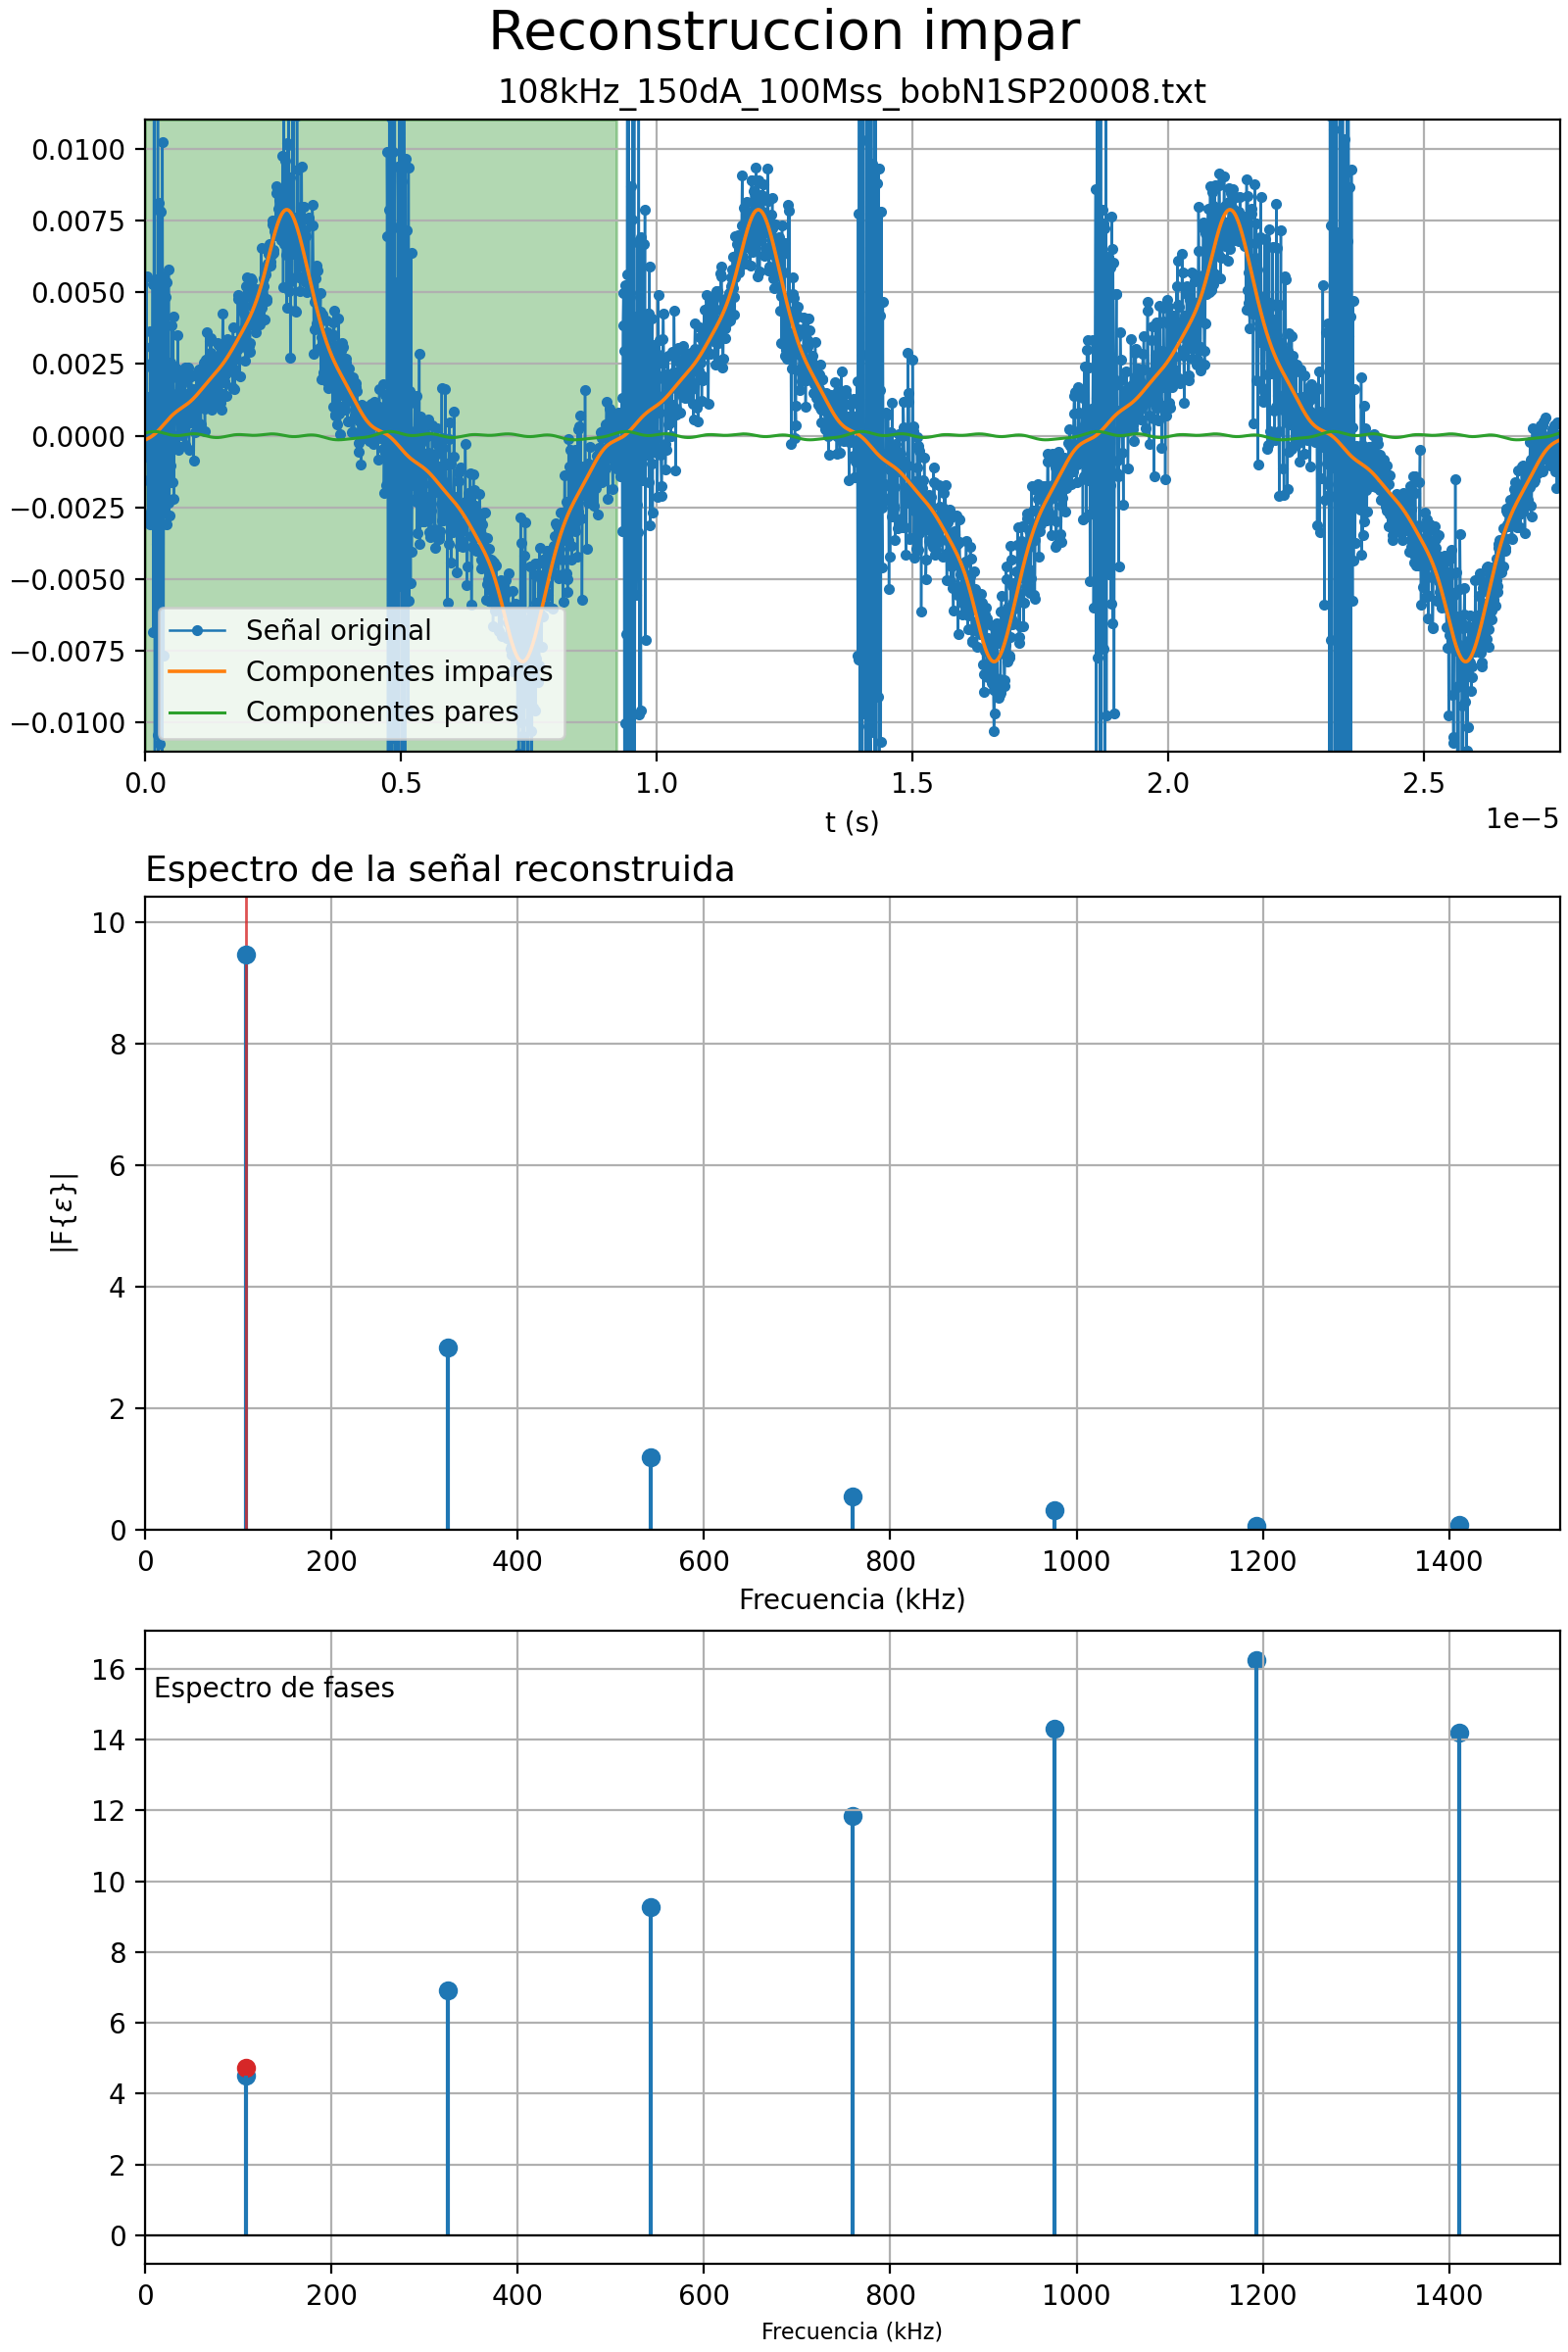 Reconstruccion impar
108kHz_150dA_100Mss_bobN1SP20008.txt
0.0100
0.0075
0.0050
0.0025
0.0000
−0.0025
−0.0050
−0.0075
−0.0100
Señal original
Componentes impares
Componentes pares
0.0 0.5 1.0 1.5 2.0 2.5
t (s)
1e−5
Espectro de la señal reconstruida
10
8
6
4
2
0
|F{ε}|
0 200 400 600 800 1000 1200 1400
Frecuencia (kHz)
16
Espectro de fases
14
12
10
8
6
4
2
0
0 200 400 600 800 1000 1200 1400
Frecuencia (kHz)